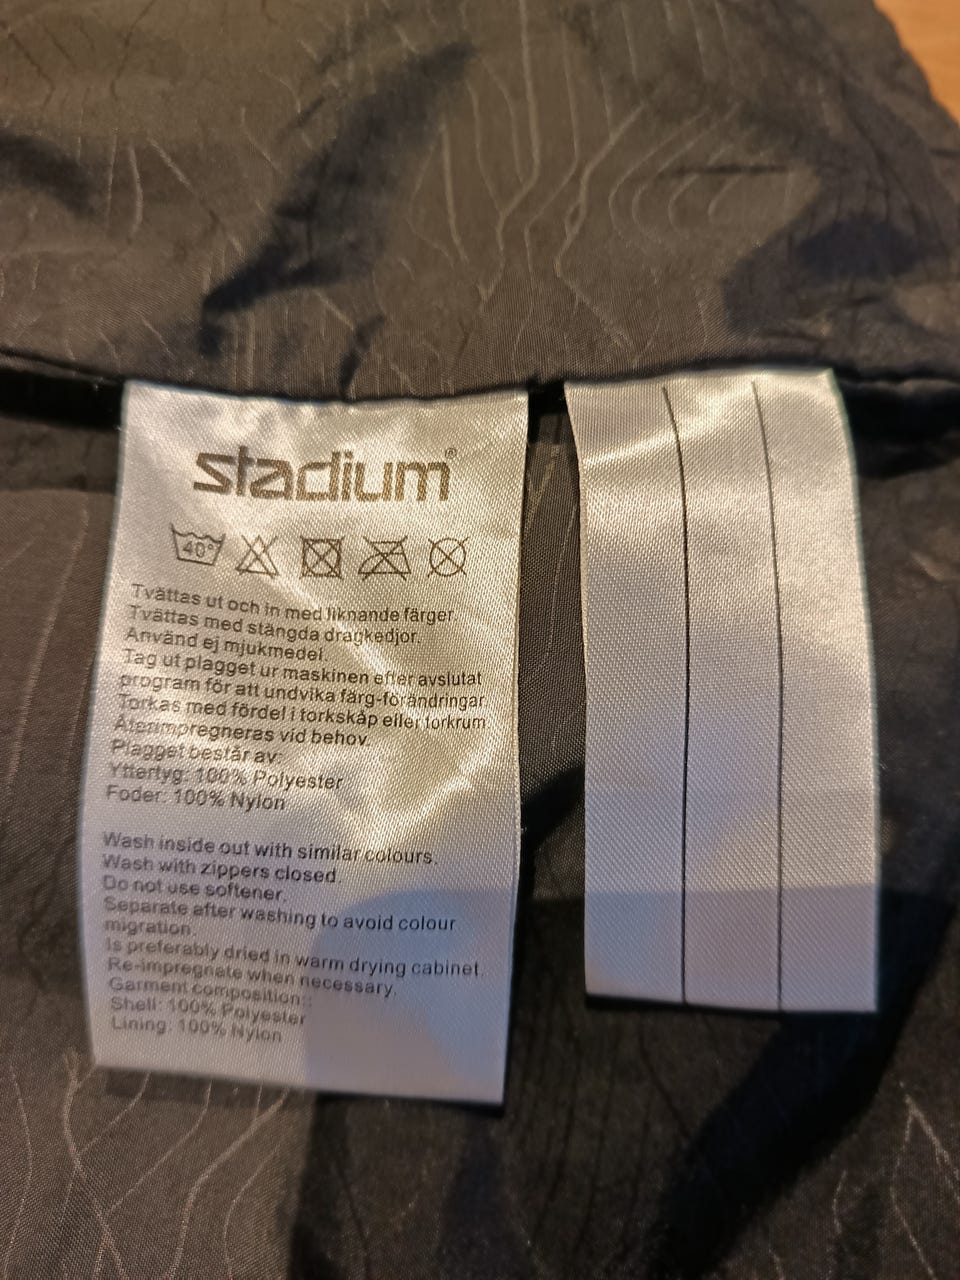 stadium®
40°
Tvättas ut och in med liknande färger.
Tvättas med stängda dragkedjor.
Använd ej mjukmedel.
Tag ut plagget ur maskinen efter avslutat
program för att undvika färg-förändringar.
Torkas med fördel i torkskåp eller torkrum.
Återimpregneras vid behov.
Plagget består av:
Yttertyg: 100% Polyester
Foder: 100% Nylon
Wash inside out with similar colours.
Wash with zippers closed.
Do not use softener.
Separate after washing to avoid colour
migration.
Is preferably dried in warm drying cabinet.
Re-impregnate when necessary.
Garment composition::
Shell: 100% Polyester
Lining: 100% Nylon